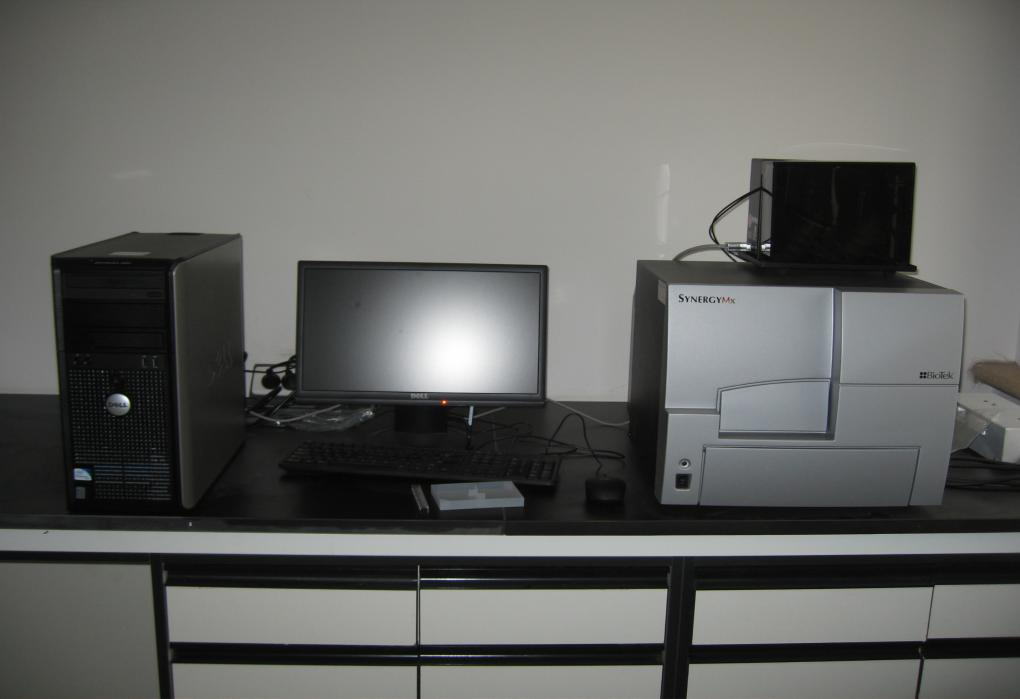 DELL
DELL
SYNERGYMX
BioTek